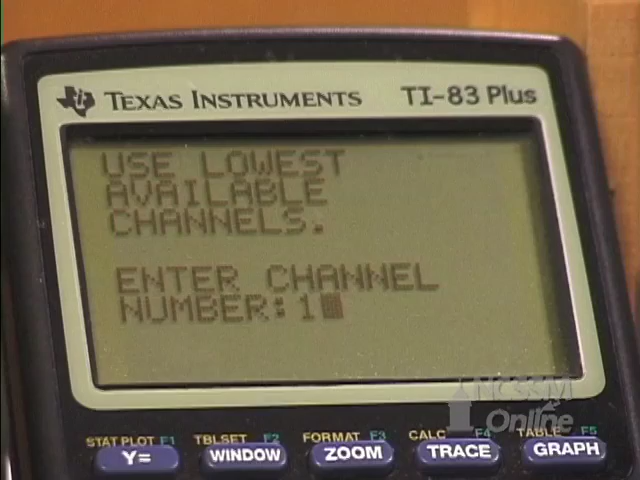 TEXAS INSTRUMENTS TI-83 Plus
USE LOWEST
AVAILABLE
CHANNELS.
ENTER CHANNEL
NUMBER:1
STAT PLOT F1 TBLSET F2 FORMAT F3 CALC F4 TABLE F5
Y= WINDOW ZOOM TRACE GRAPH
Online